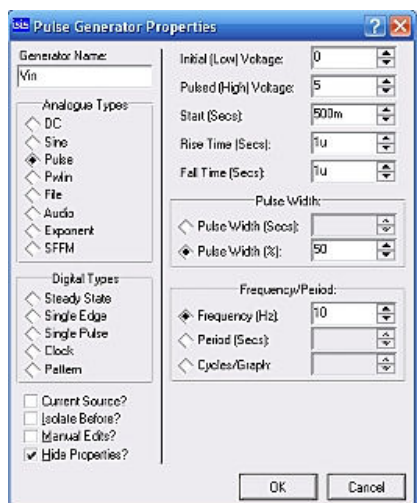 isis Pulse Generator Properties
Generator Name:
Vin
Analogue Types
DC
Sine
Pulse
Pwlin
File
Audio
Exponent
SFFM
Digital Types
Steady State
Single Edge
Single Pulse
Clock
Pattern
Current Source?
Isolate Before?
Manual Edits?
Hide Properties?
Initial (Low) Voltage: 0
Pulsed (High) Voltage: 5
Start (Secs): 500m
Rise Time (Secs): 1u
Fall Time (Secs): 1u
Pulse Width:
Pulse Width (Secs):
Pulse Width (%): 50
Frequency/Period:
Frequency (Hz): 10
Period (Secs):
Cycles/Graph:
OK Cancel